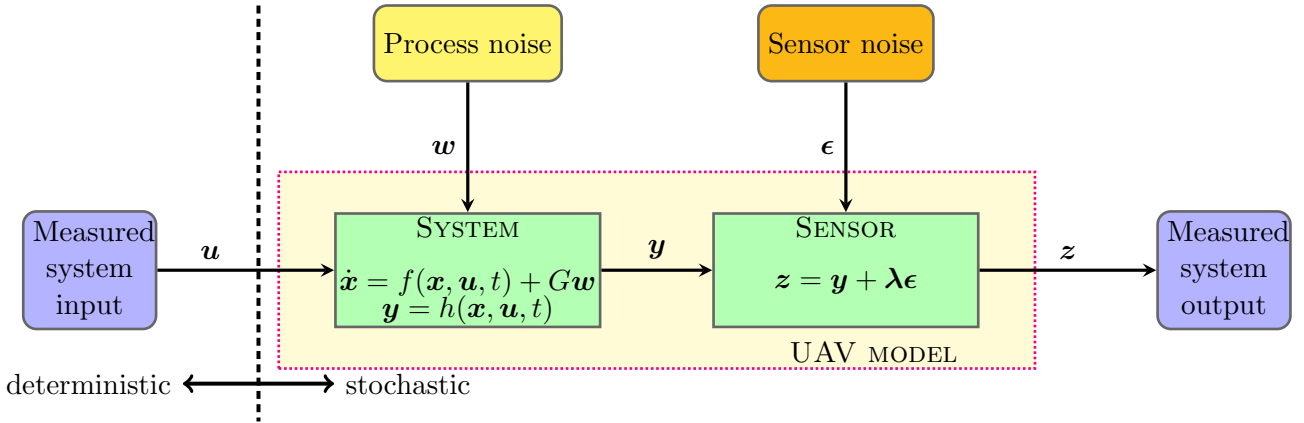 Process noise
Sensor noise
w
ϵ
Measured
system
input
u
SYSTEM
ẋ = f(x, u, t) + Gw
y = h(x, u, t)
y
SENSOR
z = y + λϵ
z
Measured
system
output
UAV MODEL
deterministic
stochastic